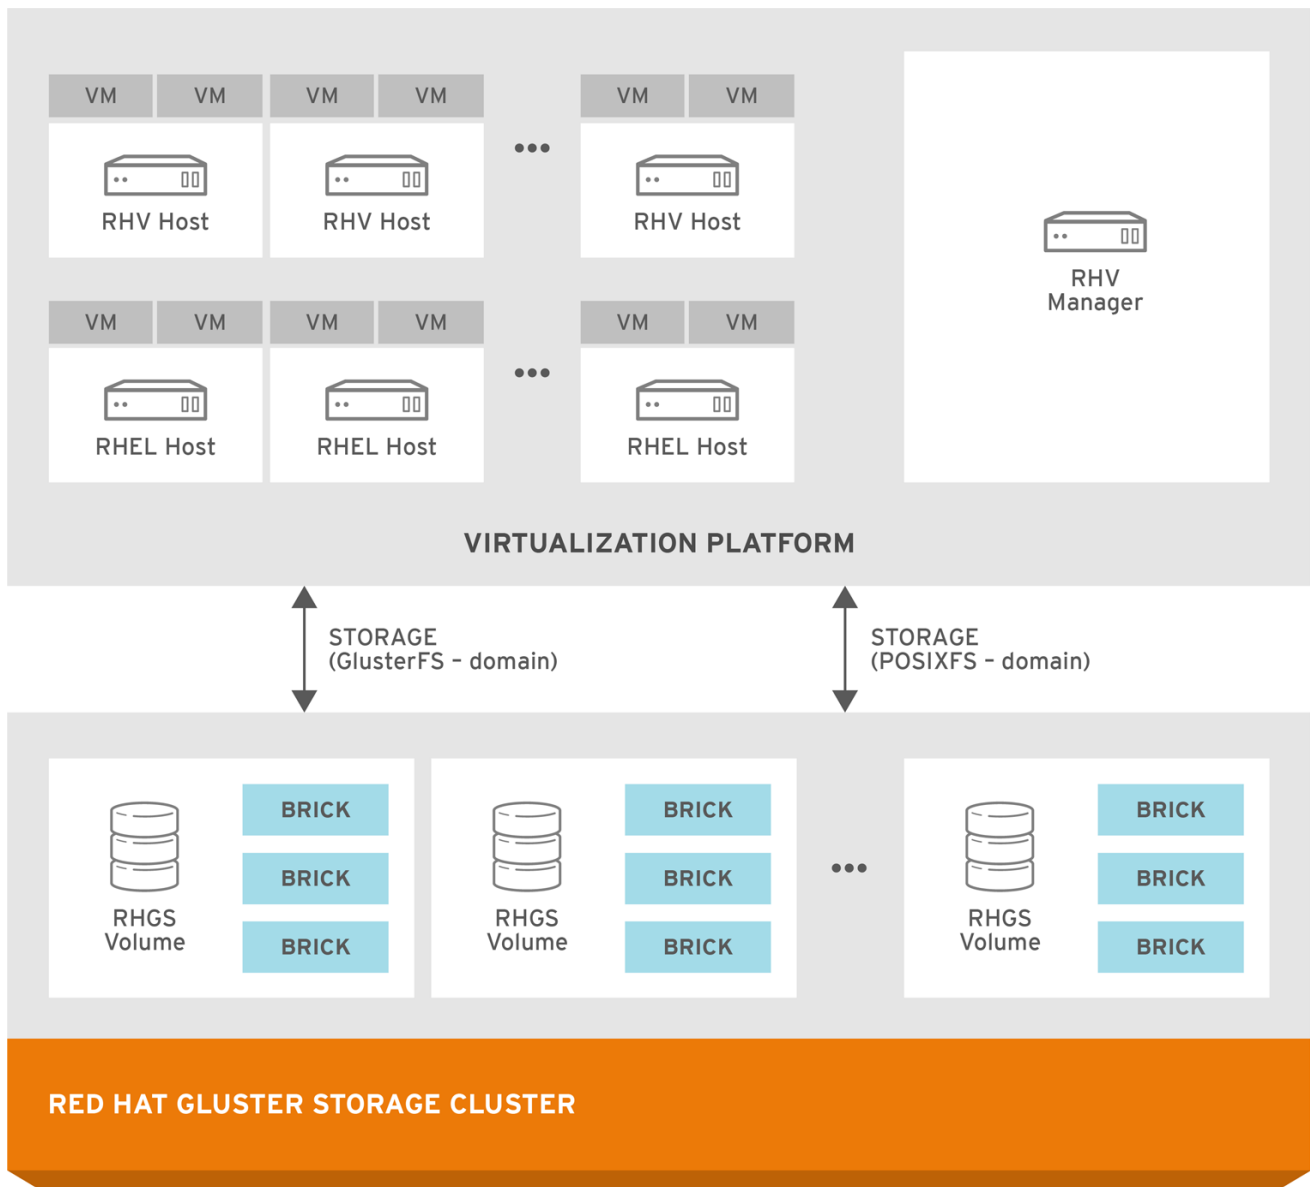 VM VM VM VM VM VM
RHV Host RHV Host RHV Host
RHV
Manager
VM VM VM VM VM VM
RHEL Host RHEL Host RHEL Host
VIRTUALIZATION PLATFORM
STORAGE
(GlusterFS – domain)
STORAGE
(POSIXFS – domain)
RHGS
Volume
BRICK
BRICK
BRICK
RHGS
Volume
BRICK
BRICK
BRICK
RHGS
Volume
BRICK
BRICK
BRICK
RED HAT GLUSTER STORAGE CLUSTER